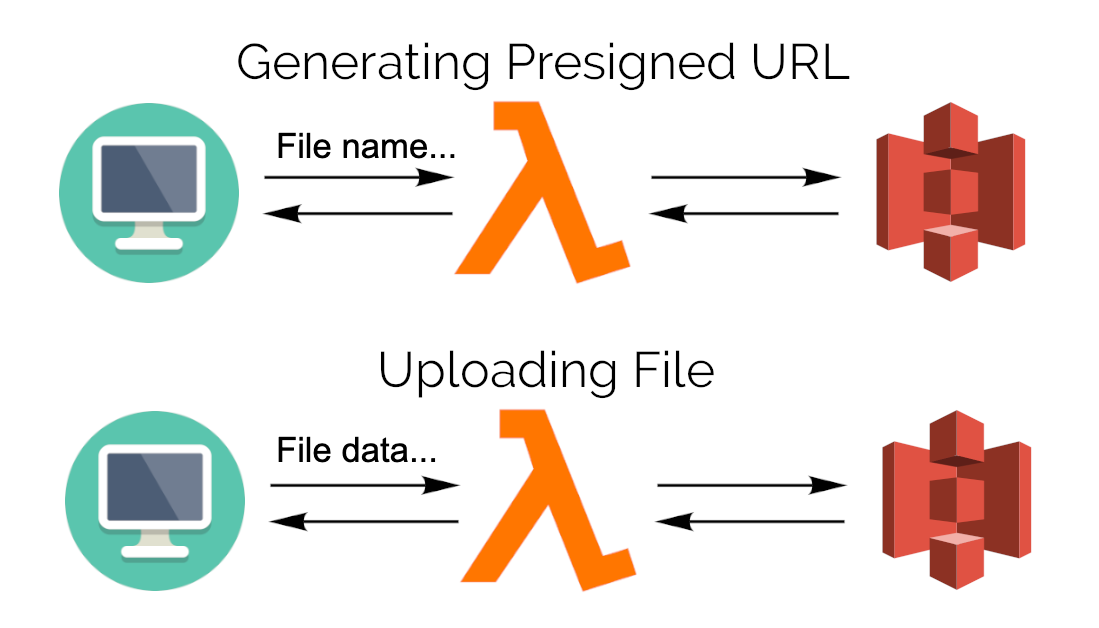 Generating Presigned URL
File name...
Uploading File
File data...